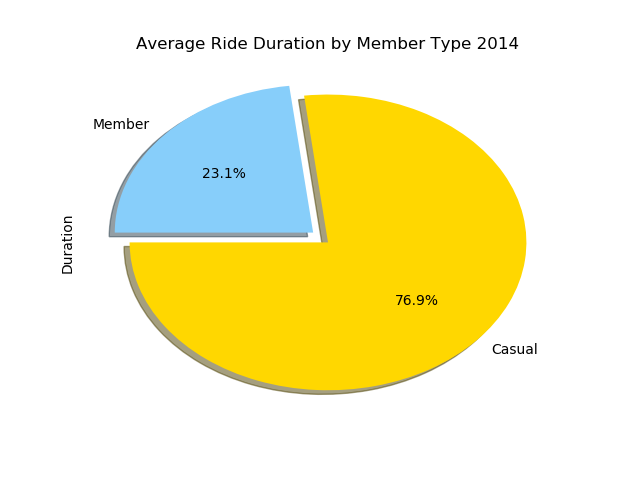 Average Ride Duration by Member Type 2014
Member
23.1%
Duration
76.9%
Casual